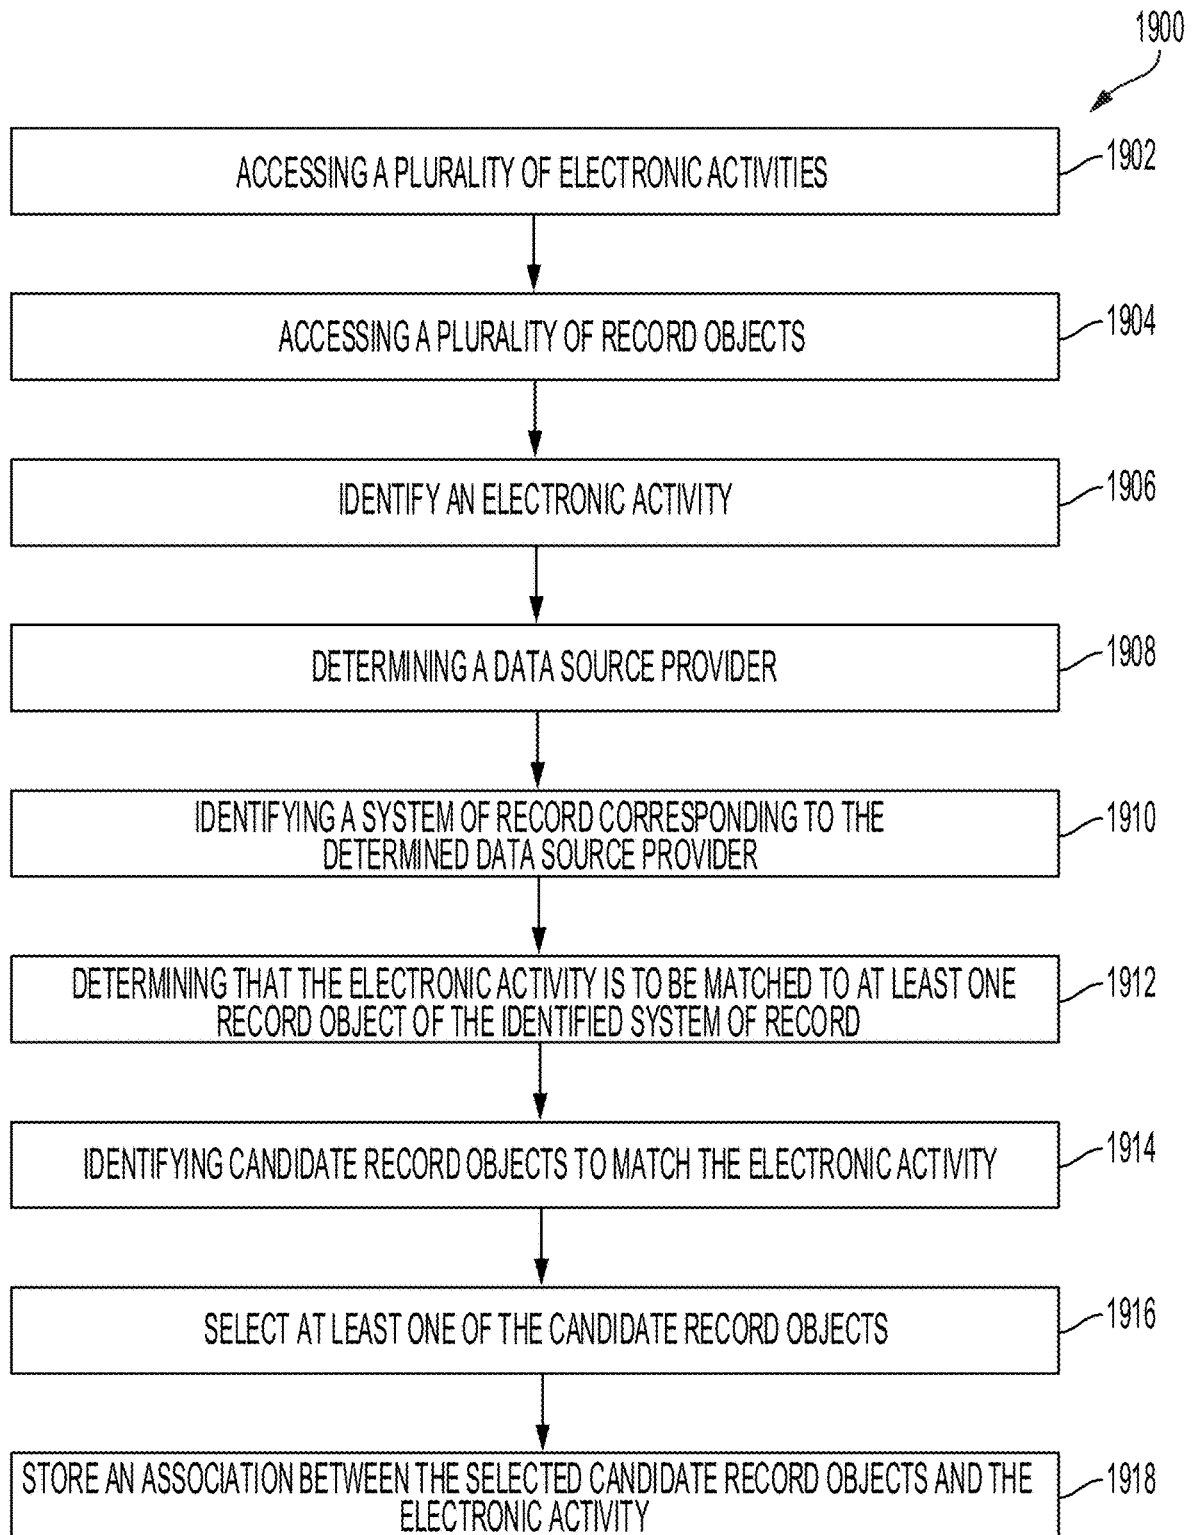 1900
ACCESSING A PLURALITY OF ELECTRONIC ACTIVITIES
1902
ACCESSING A PLURALITY OF RECORD OBJECTS
1904
IDENTIFY AN ELECTRONIC ACTIVITY
1906
DETERMINING A DATA SOURCE PROVIDER
1908
IDENTIFYING A SYSTEM OF RECORD CORRESPONDING TO THE
DETERMINED DATA SOURCE PROVIDER
1910
DETERMINING THAT THE ELECTRONIC ACTIVITY IS TO BE MATCHED TO AT LEAST ONE
RECORD OBJECT OF THE IDENTIFIED SYSTEM OF RECORD
1912
IDENTIFYING CANDIDATE RECORD OBJECTS TO MATCH THE ELECTRONIC ACTIVITY
1914
SELECT AT LEAST ONE OF THE CANDIDATE RECORD OBJECTS
1916
STORE AN ASSOCIATION BETWEEN THE SELECTED CANDIDATE RECORD OBJECTS AND THE
ELECTRONIC ACTIVITY
1918